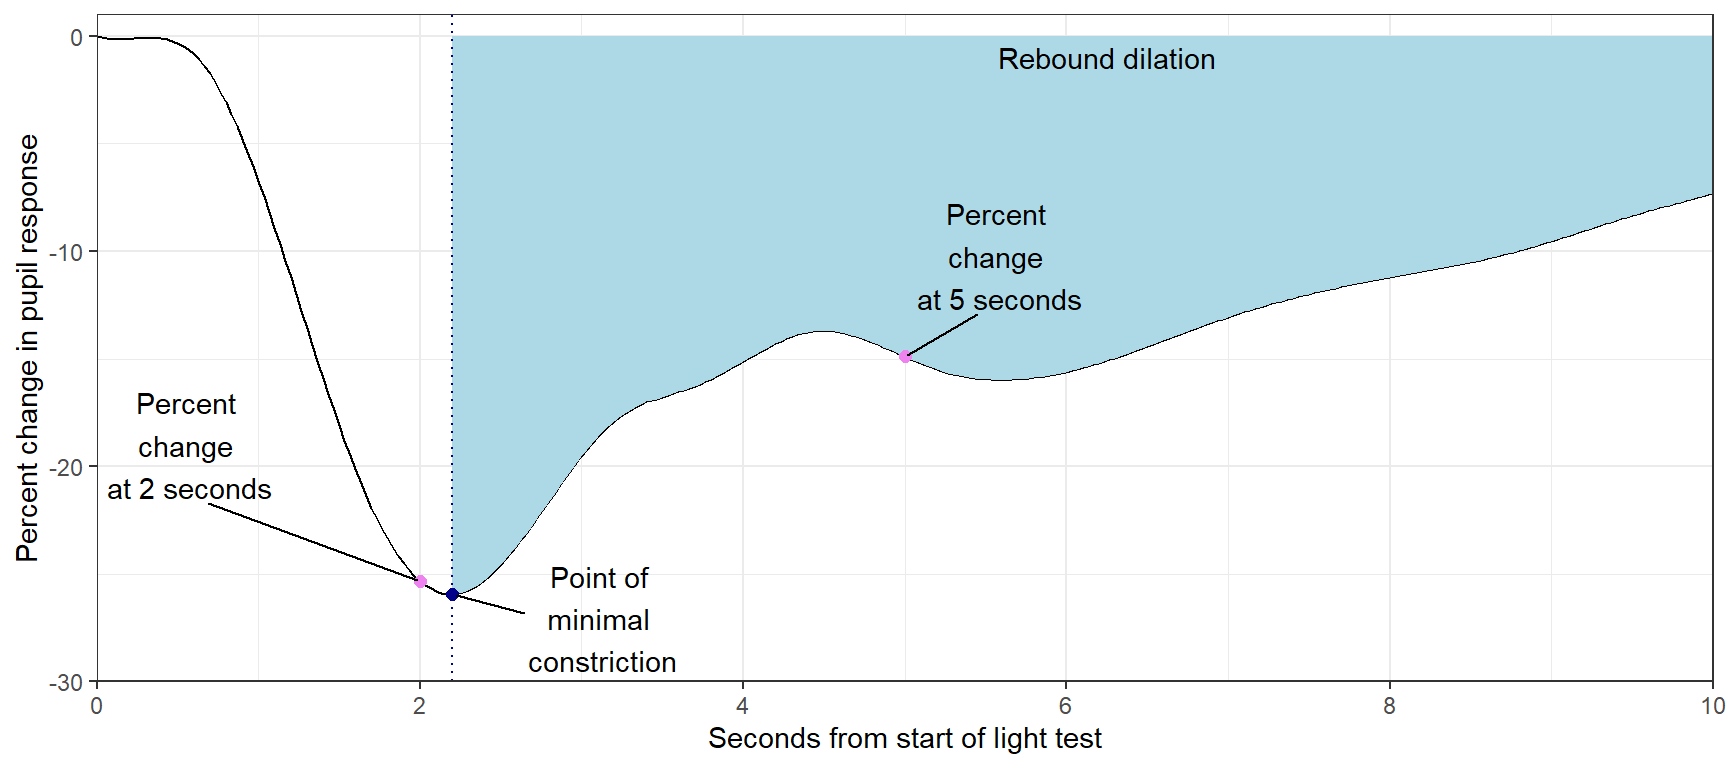 Percent change in pupil response
0
-10
-20
-30
Rebound dilation
Percent
change
at 5 seconds
Percent
change
at 2 seconds
Point of
minimal
constriction
0 2 4 6 8 10
Seconds from start of light test